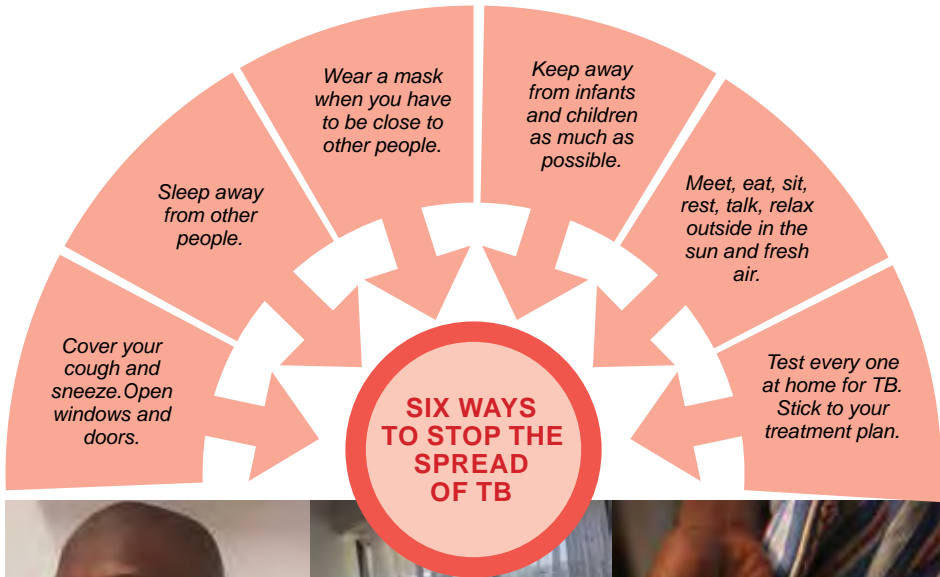 Cover your
cough and
sneeze.Open
windows and
doors.
Sleep away
from other
people.
Wear a mask
when you have
to be close to
other people.
Keep away
from infants
and children
as much as
possible.
Meet, eat, sit,
rest, talk, relax
outside in the
sun and fresh
air.
Test every one
at home for TB.
Stick to your
treatment plan.
SIX WAYS
TO STOP THE
SPREAD
OF TB